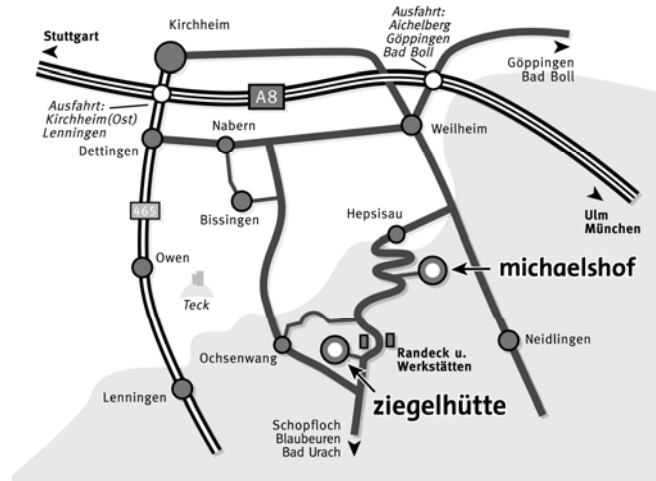 Kirchheim
Stuttgart
Ausfahrt:
Aichelberg
Göppingen
Bad Boll
Göppingen
Bad Boll
A8
Ausfahrt:
Kirchheim(Ost)
Lenningen
Nabern
Weilheim
Dettingen
465
Bissingen
Hepsisau
Ulm
München
Owen
michaelshof
Teck
Ochsenwang
Randeck u.
Werkstätten
Neidlingen
Lenningen
ziegelhütte
Schopfloch
Blaubeuren
Bad Urach